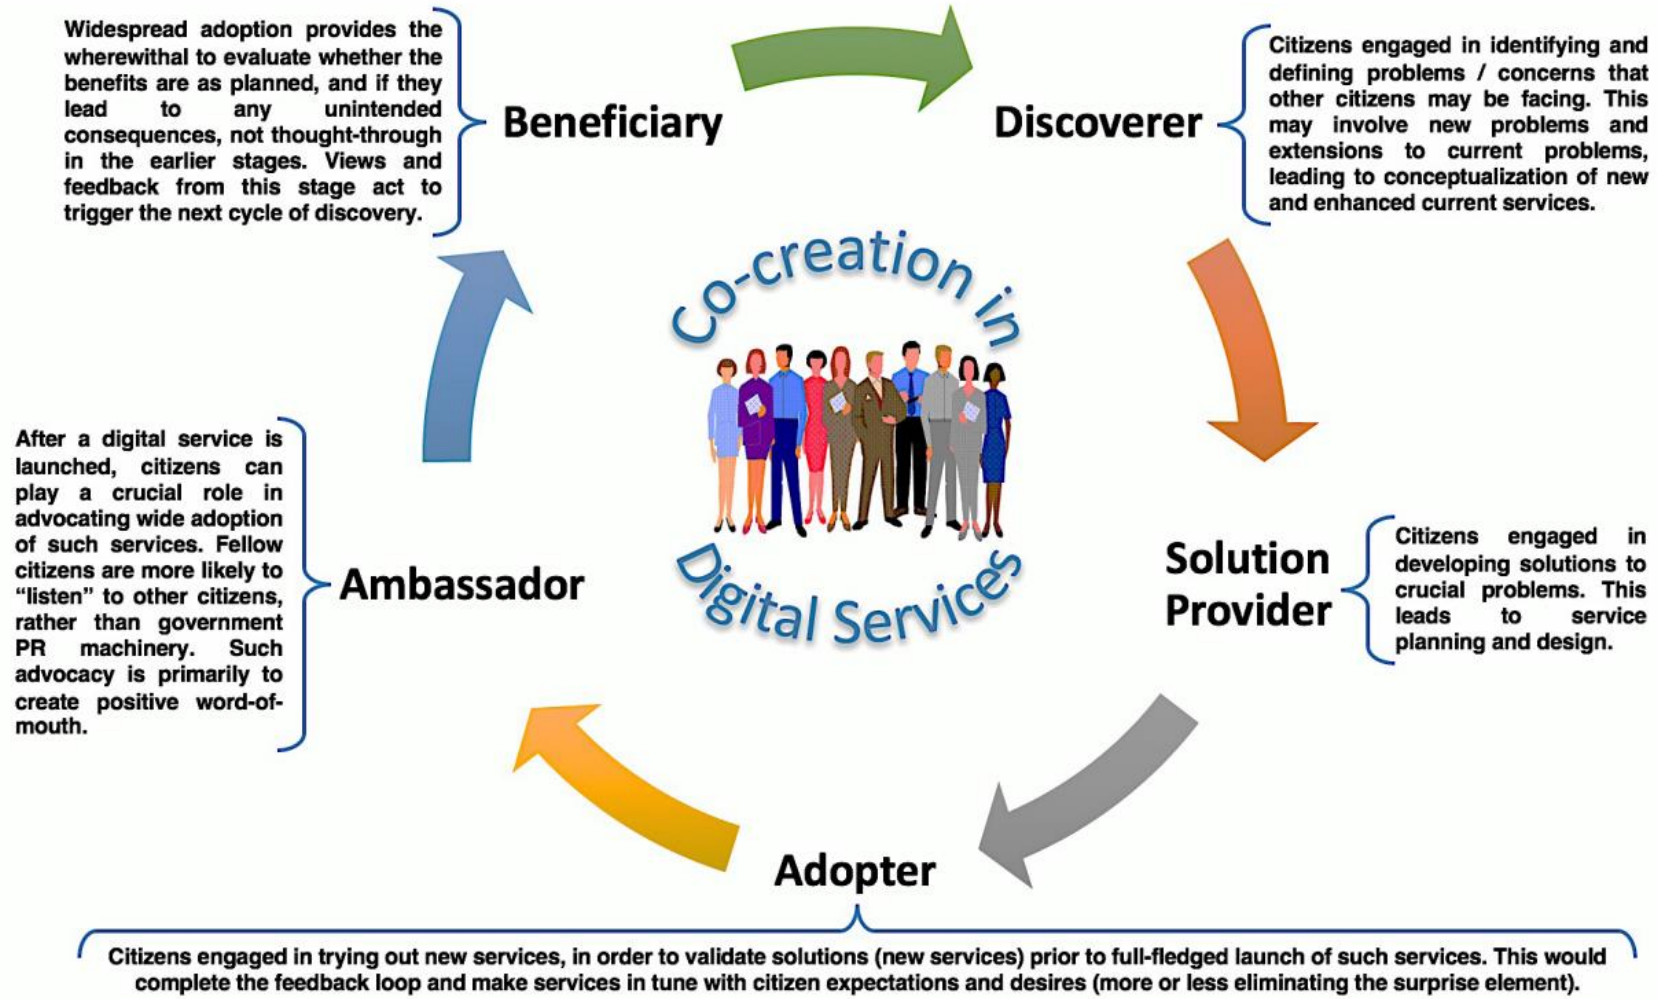 Widespread adoption provides the
wherewithal to evaluate whether the
benefits are as planned, and if they
lead to any unintended
consequences, not thought-through
in the earlier stages. Views and
feedback from this stage act to
trigger the next cycle of discovery.
Beneficiary
Discoverer
Citizens engaged in identifying and
defining problems / concerns that
other citizens may be facing. This
may involve new problems and
extensions to current problems,
leading to conceptualization of new
and enhanced current services.
Co-creation in
Digital Services
After a digital service is
launched, citizens can
play a crucial role in
advocating wide adoption
of such services. Fellow
citizens are more likely to
“listen” to other citizens,
rather than government
PR machinery. Such
advocacy is primarily to
create positive word-of-
mouth.
Ambassador
Solution
Provider
Citizens engaged in
developing solutions to
crucial problems. This
leads to service
planning and design.
Adopter
Citizens engaged in trying out new services, in order to validate solutions (new services) prior to full-fledged launch of such services. This would
complete the feedback loop and make services in tune with citizen expectations and desires (more or less eliminating the surprise element).